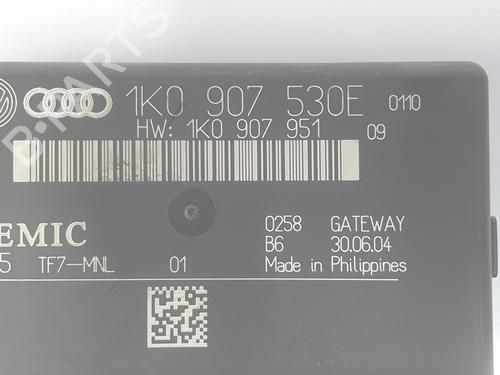 1K0 907 530E 0110
HW: 1K0 907 951 09
EMIC
0258 GATEWAY
5 TF7-MNL 01 B6 30.06.04
Made in Philippines
B-PARTS